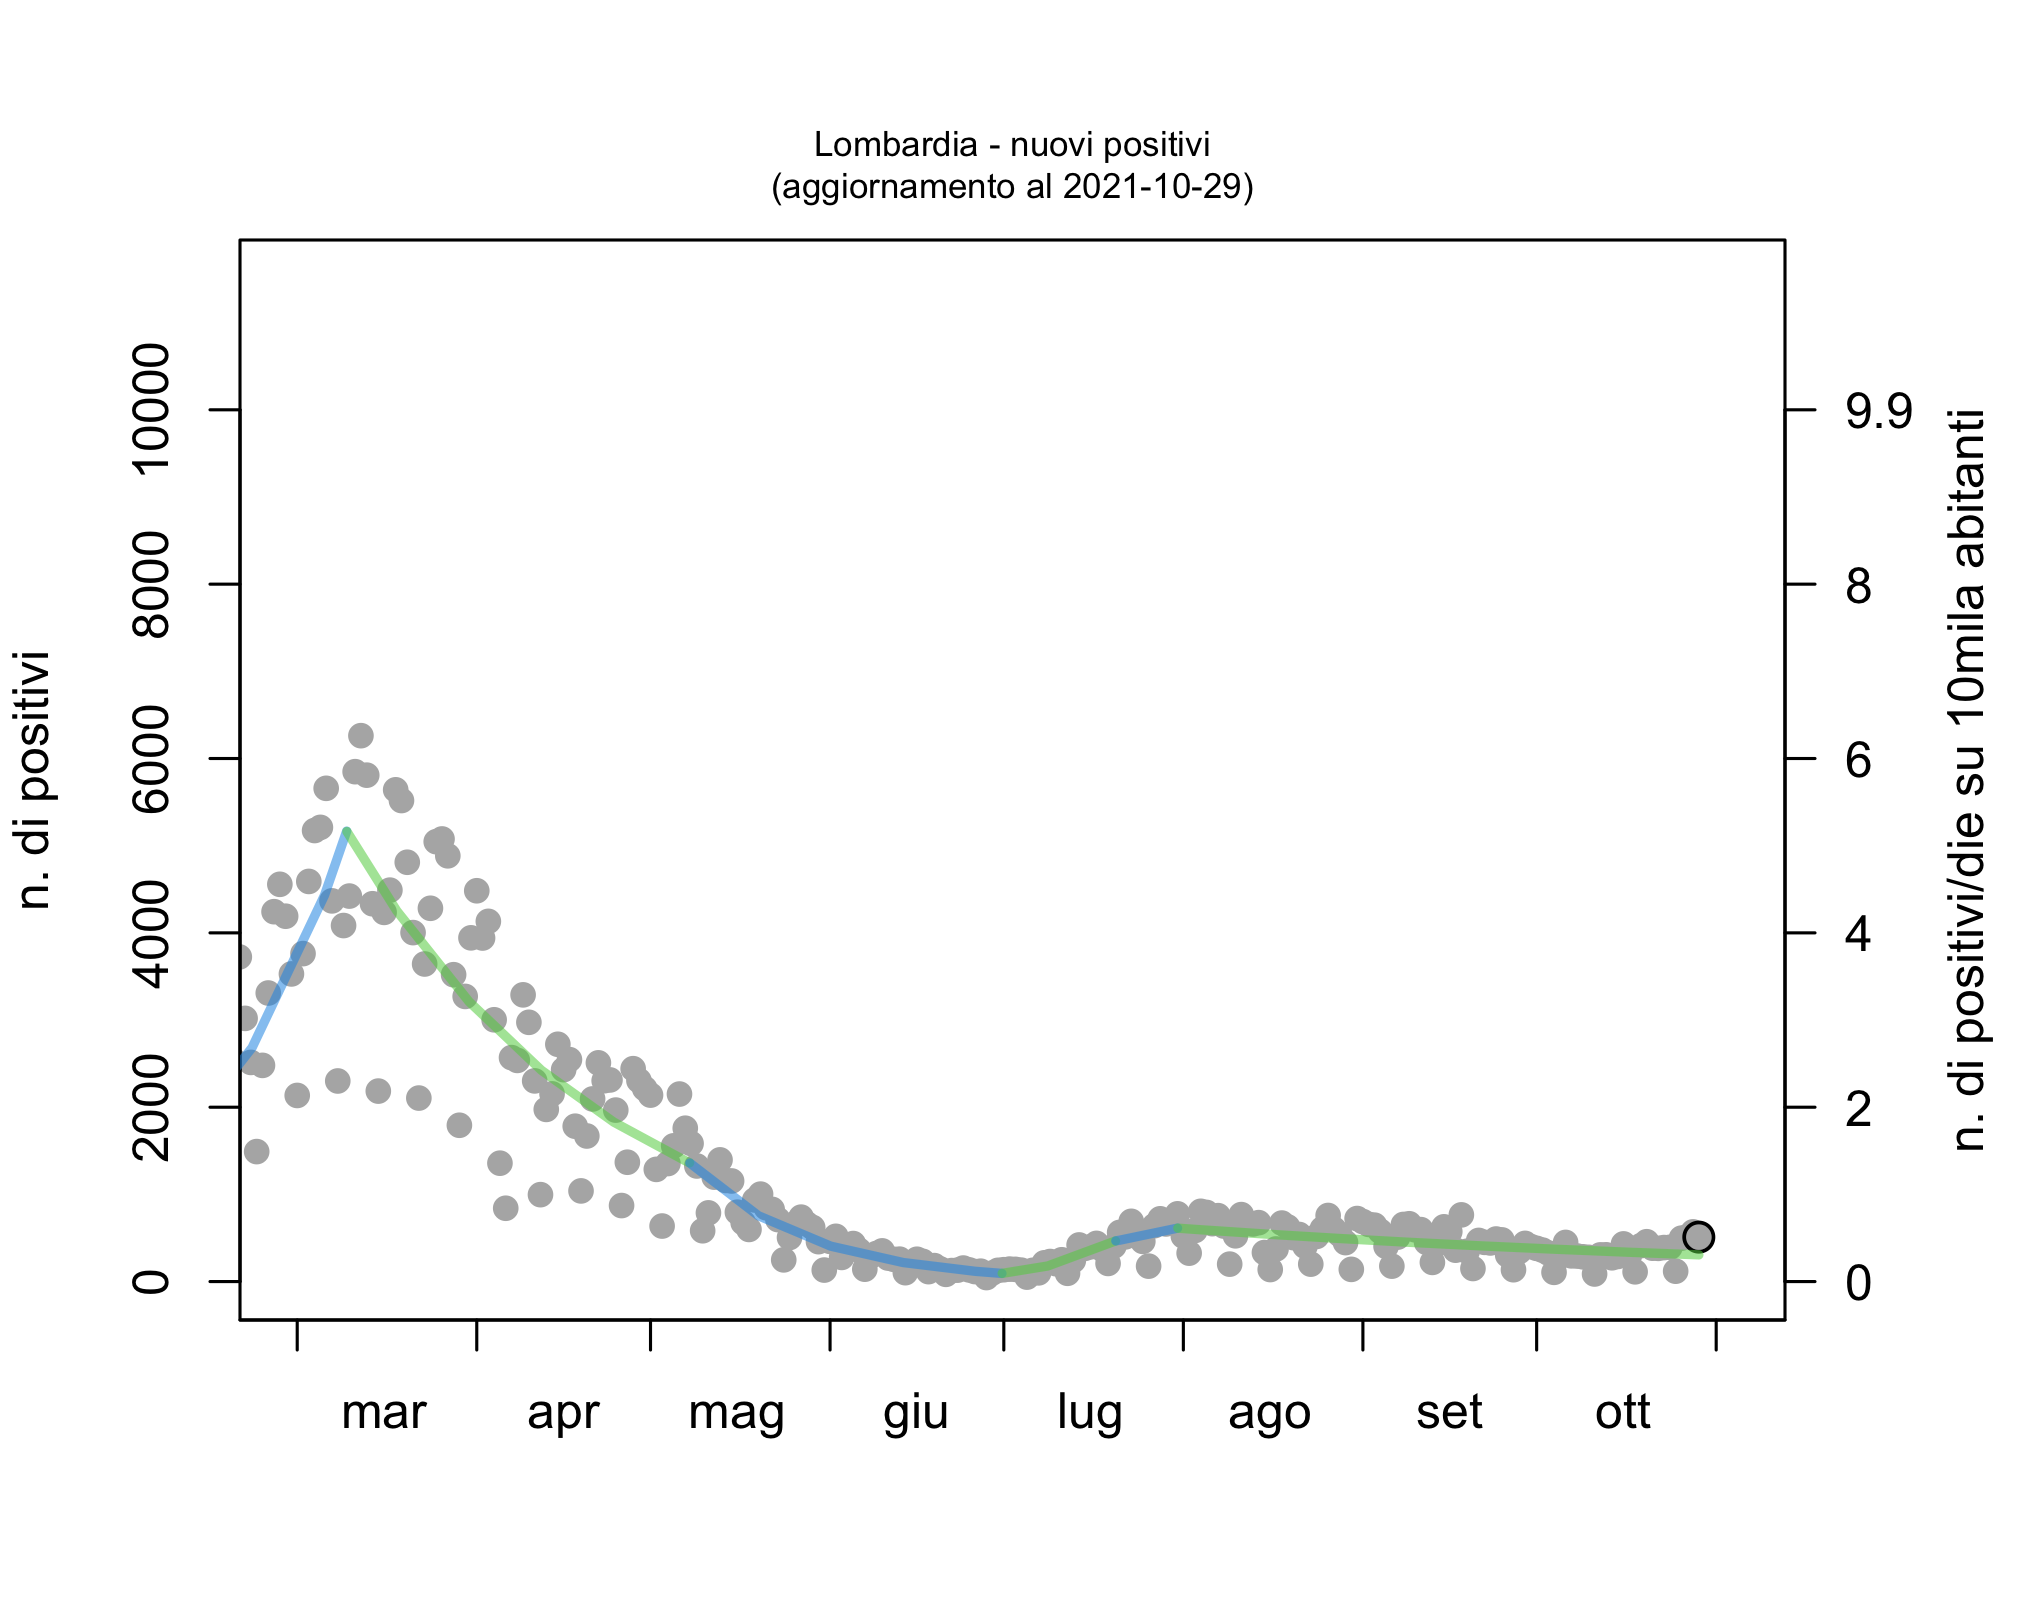 Lombardia - nuovi positivi
(aggiornamento al 2021-10-29)
n. di positivi
10000
8000
6000
4000
2000
0
9.9
8
6
4
2
0
n. di positivi/die su 10mila abitanti
mar apr mag giu lug ago set ott